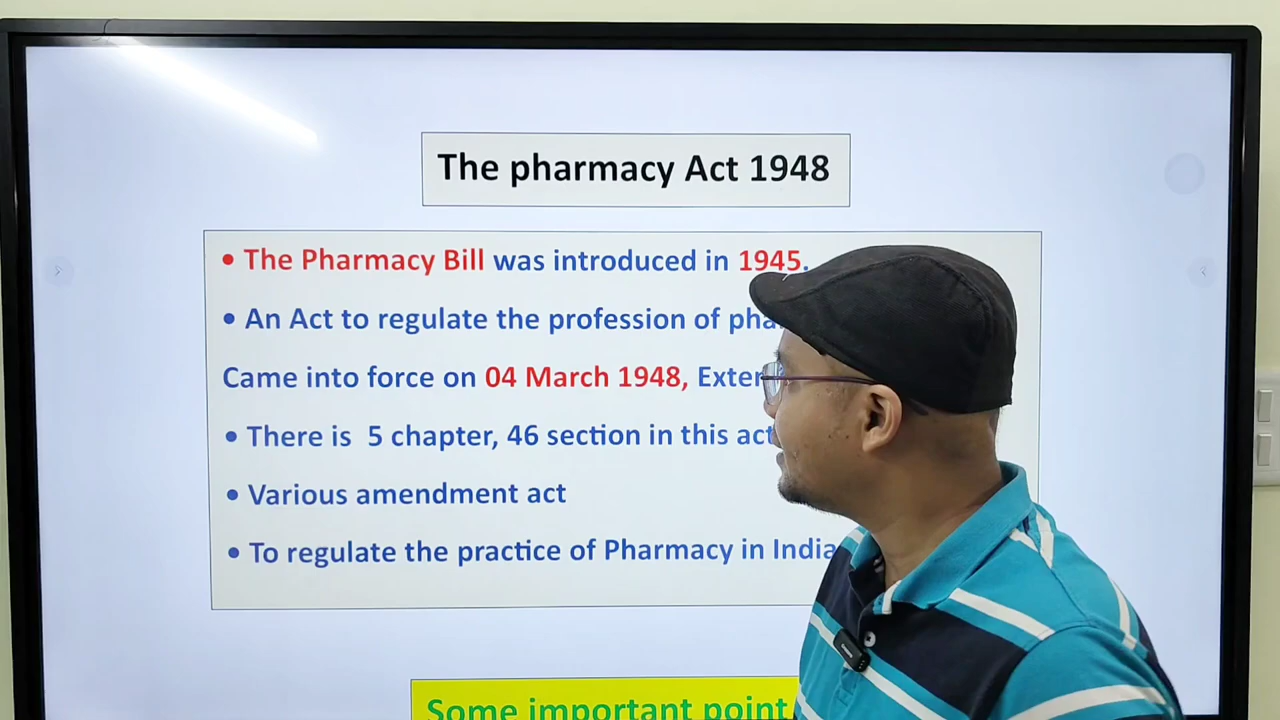 The pharmacy Act 1948
• The Pharmacy Bill was introduced in 1945.
• An Act to regulate the profession of
Came into force on 04 March 1948,
• There is 5 chapter, 46 section in this act
• Various amendment act
• To regulate the practice of Pharmacy in India
Some important point